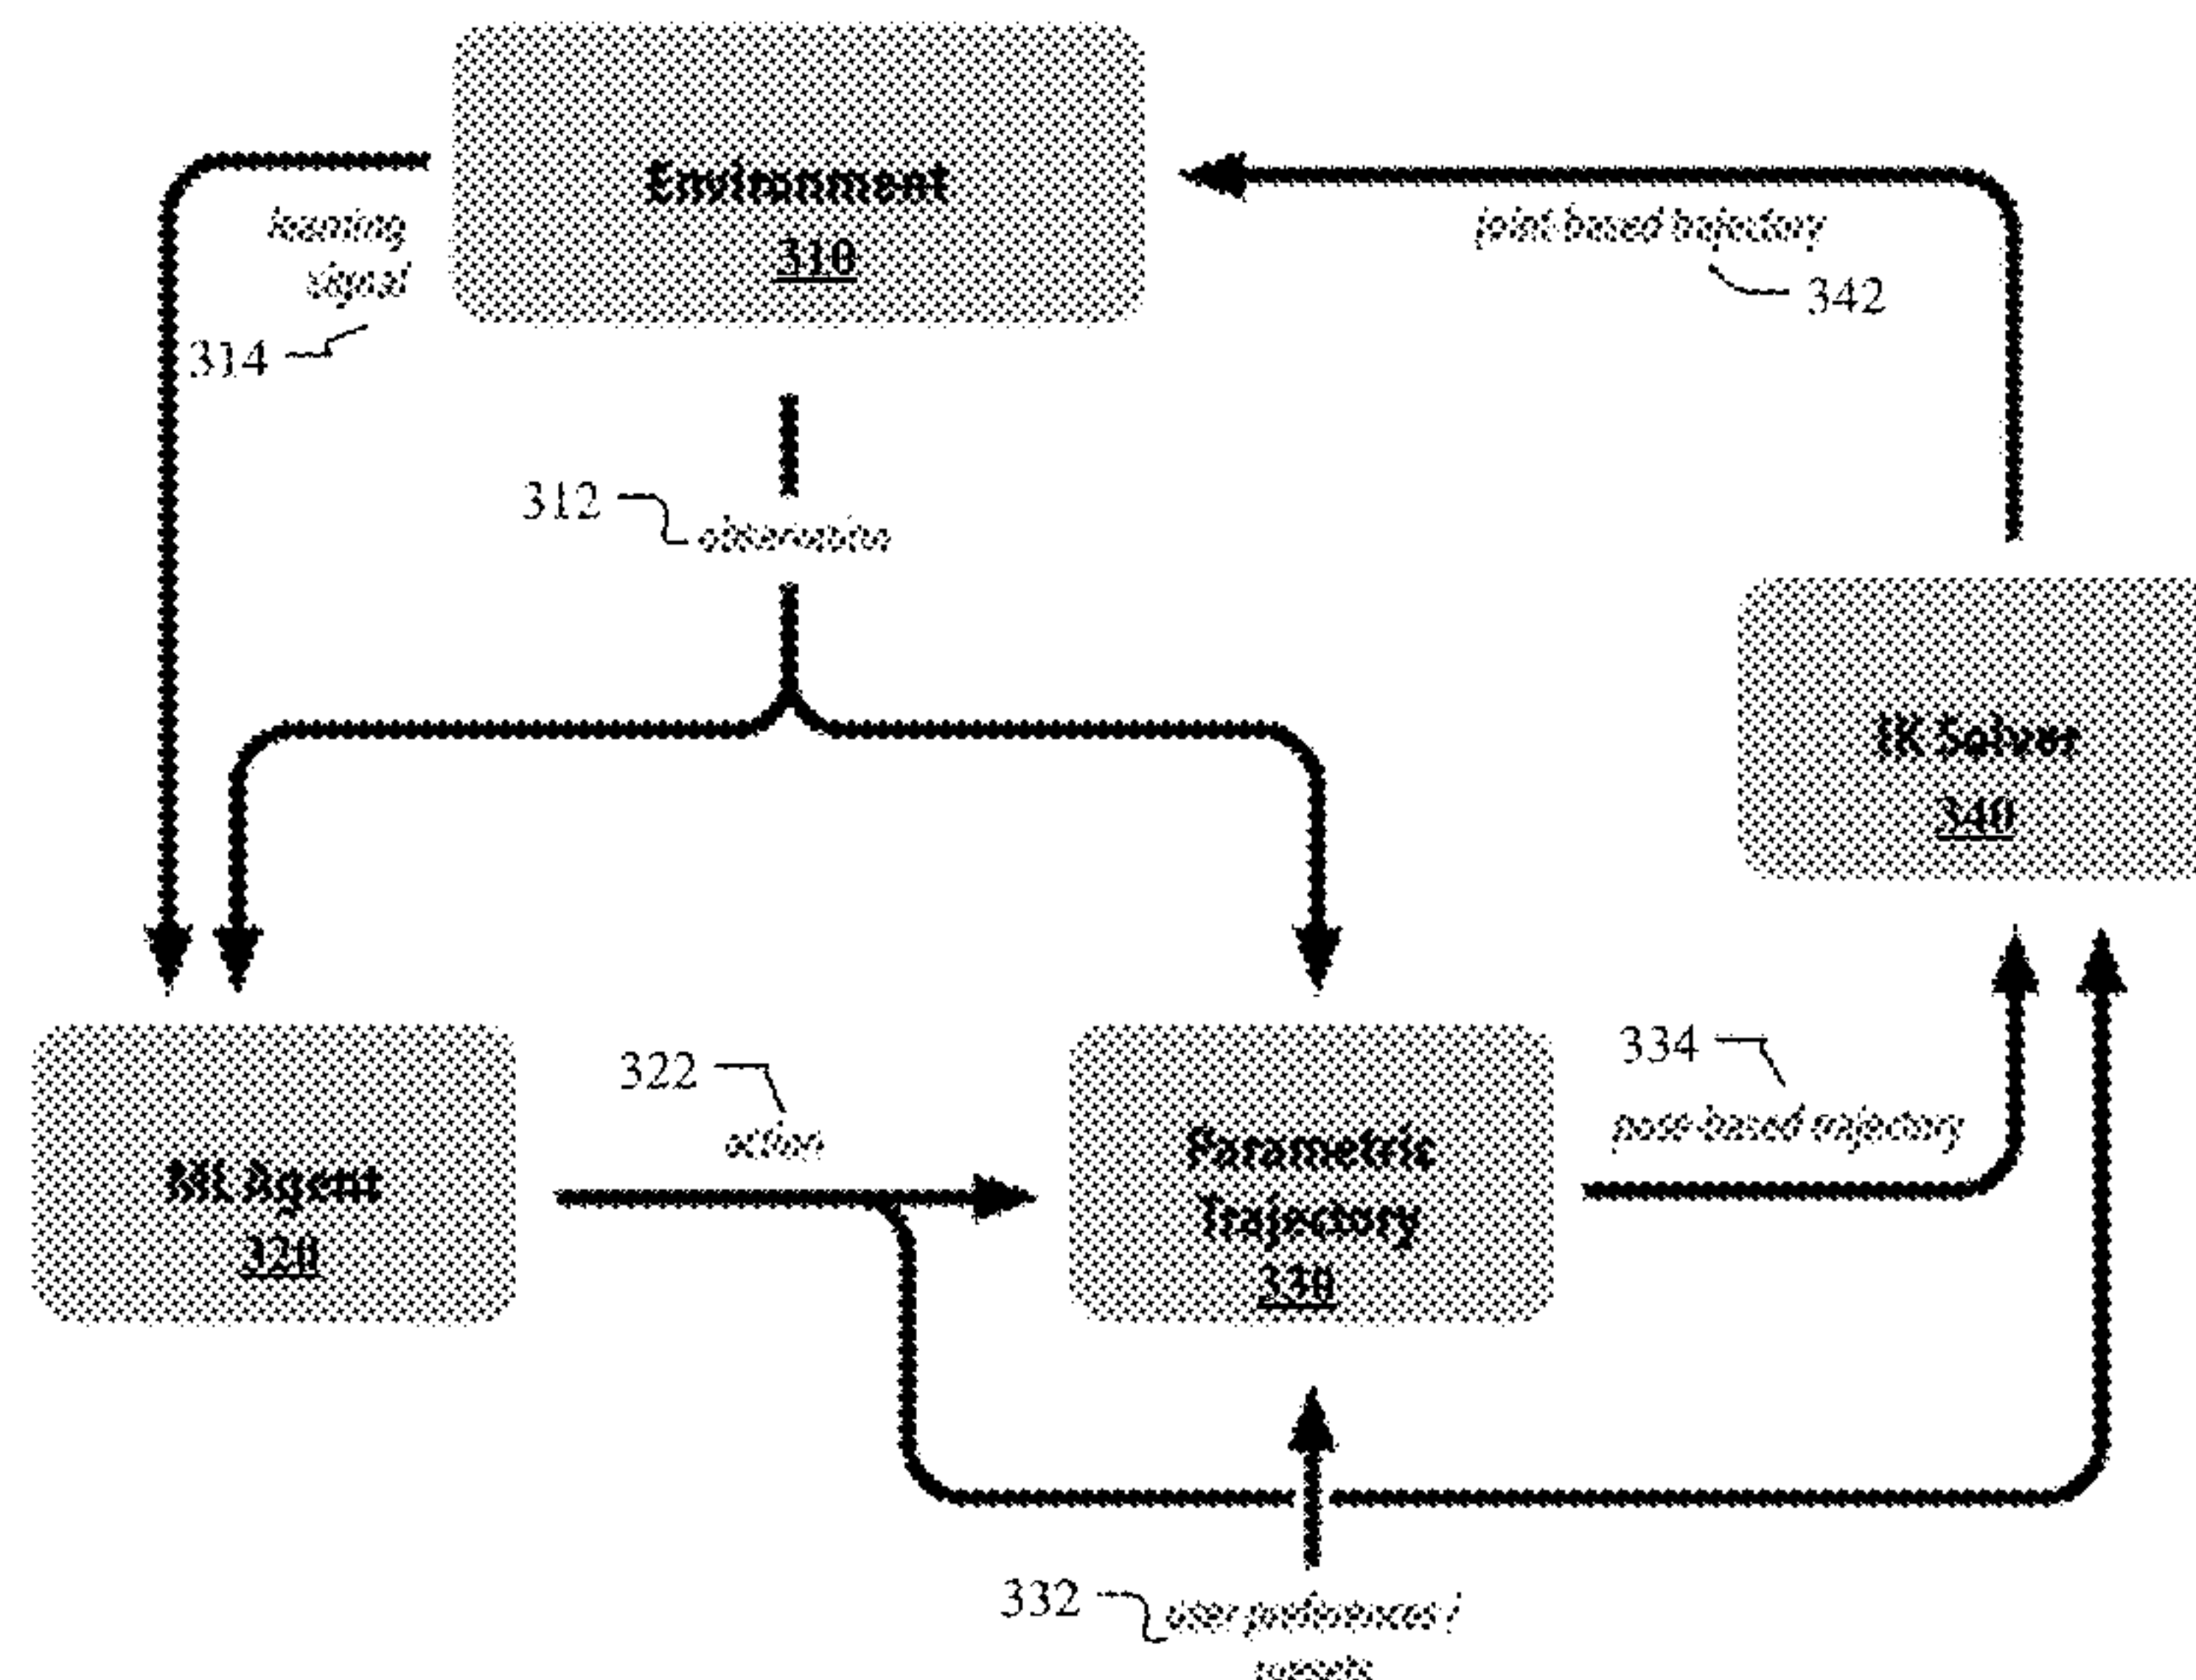 Environment
310
learning
signal
314
joint-based trajectory
342
312
observation
IK Solver
340
ML Agent
320
322
action
Parametric
Trajectory
330
334
pose-based trajectory
332
user preferences /
targets